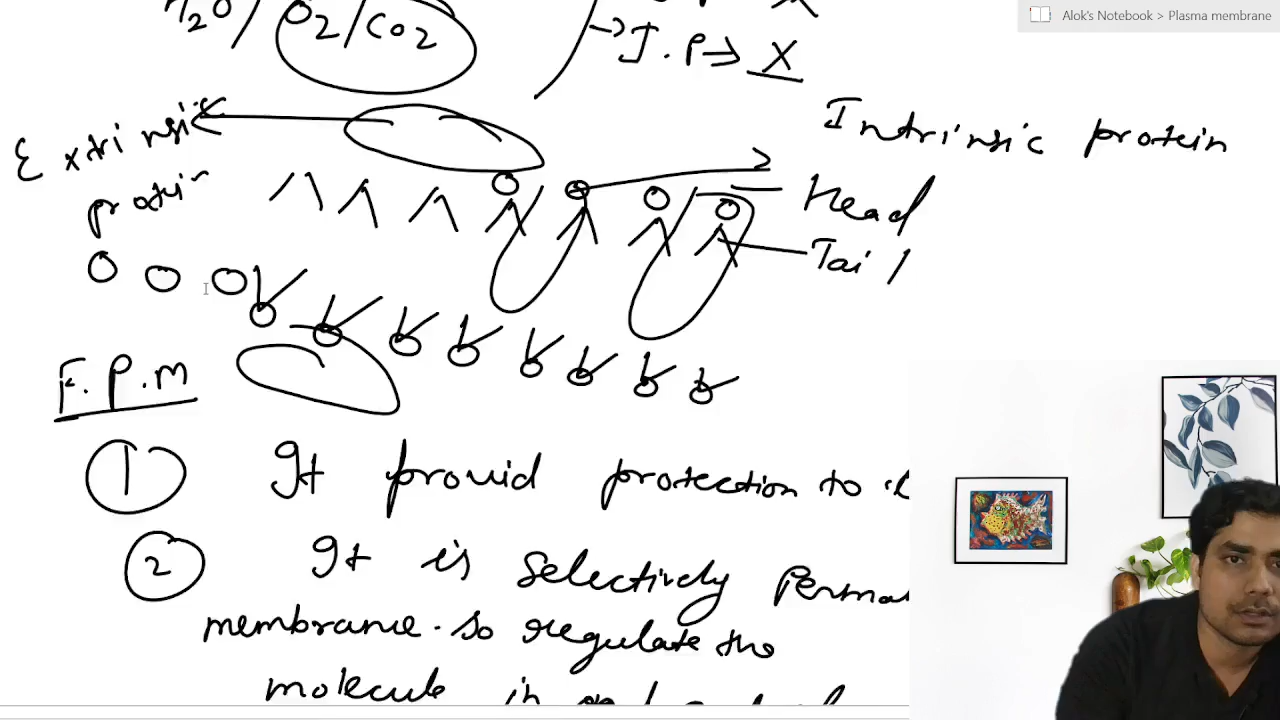 Alok's Notebook > Plasma membrane
H2O / O2/CO2
→ I.P → X
Extrinsic
protein
Intrinsic protein
Head
Tail
F.P.M
1 It provid protection to
2 It is selectively
membrane. so regulate the
molecule in